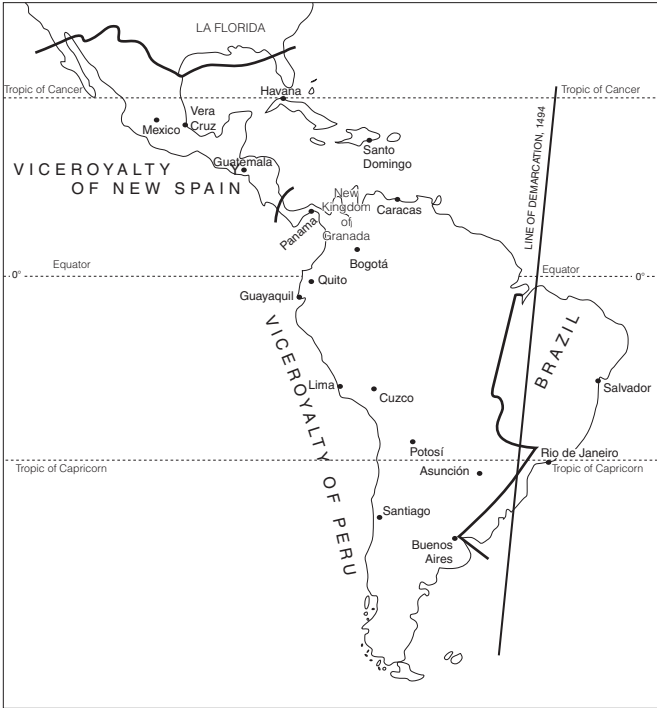 LA FLORIDA
Tropic of Cancer
Tropic of Cancer
Havana
Vera
Cruz
Mexico
Santo
Domingo
Guatemala
VICEROYALTY
OF NEW SPAIN
New
Kingdom
of
Granada
Caracas
Panama
LINE OF DEMARCATION, 1494
Bogotá
Equator
Equator
0°
0°
Quito
Guayaquil
VICEROYALTY OF PERU
BRAZIL
Lima
Cuzco
Salvador
Potosí
Rio de Janeiro
Tropic of Capricorn
Tropic of Capricorn
Asunción
Santiago
Buenos
Aires